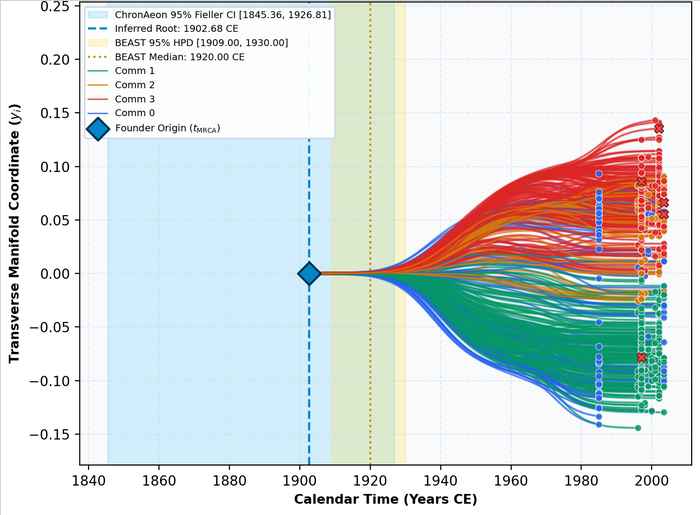 0.25
0.20
0.15
0.10
0.05
0.00
−0.05
−0.10
−0.15
Transverse Manifold Coordinate (yᵢ)
ChronAeon 95% Fieller CI [1845.36, 1926.81]
Inferred Root: 1902.68 CE
BEAST 95% HPD [1909.00, 1930.00]
BEAST Median: 1920.00 CE
Comm 1
Comm 2
Comm 3
Comm 0
Founder Origin (t_MRCA)
1840 1860 1880 1900 1920 1940 1960 1980 2000
Calendar Time (Years CE)